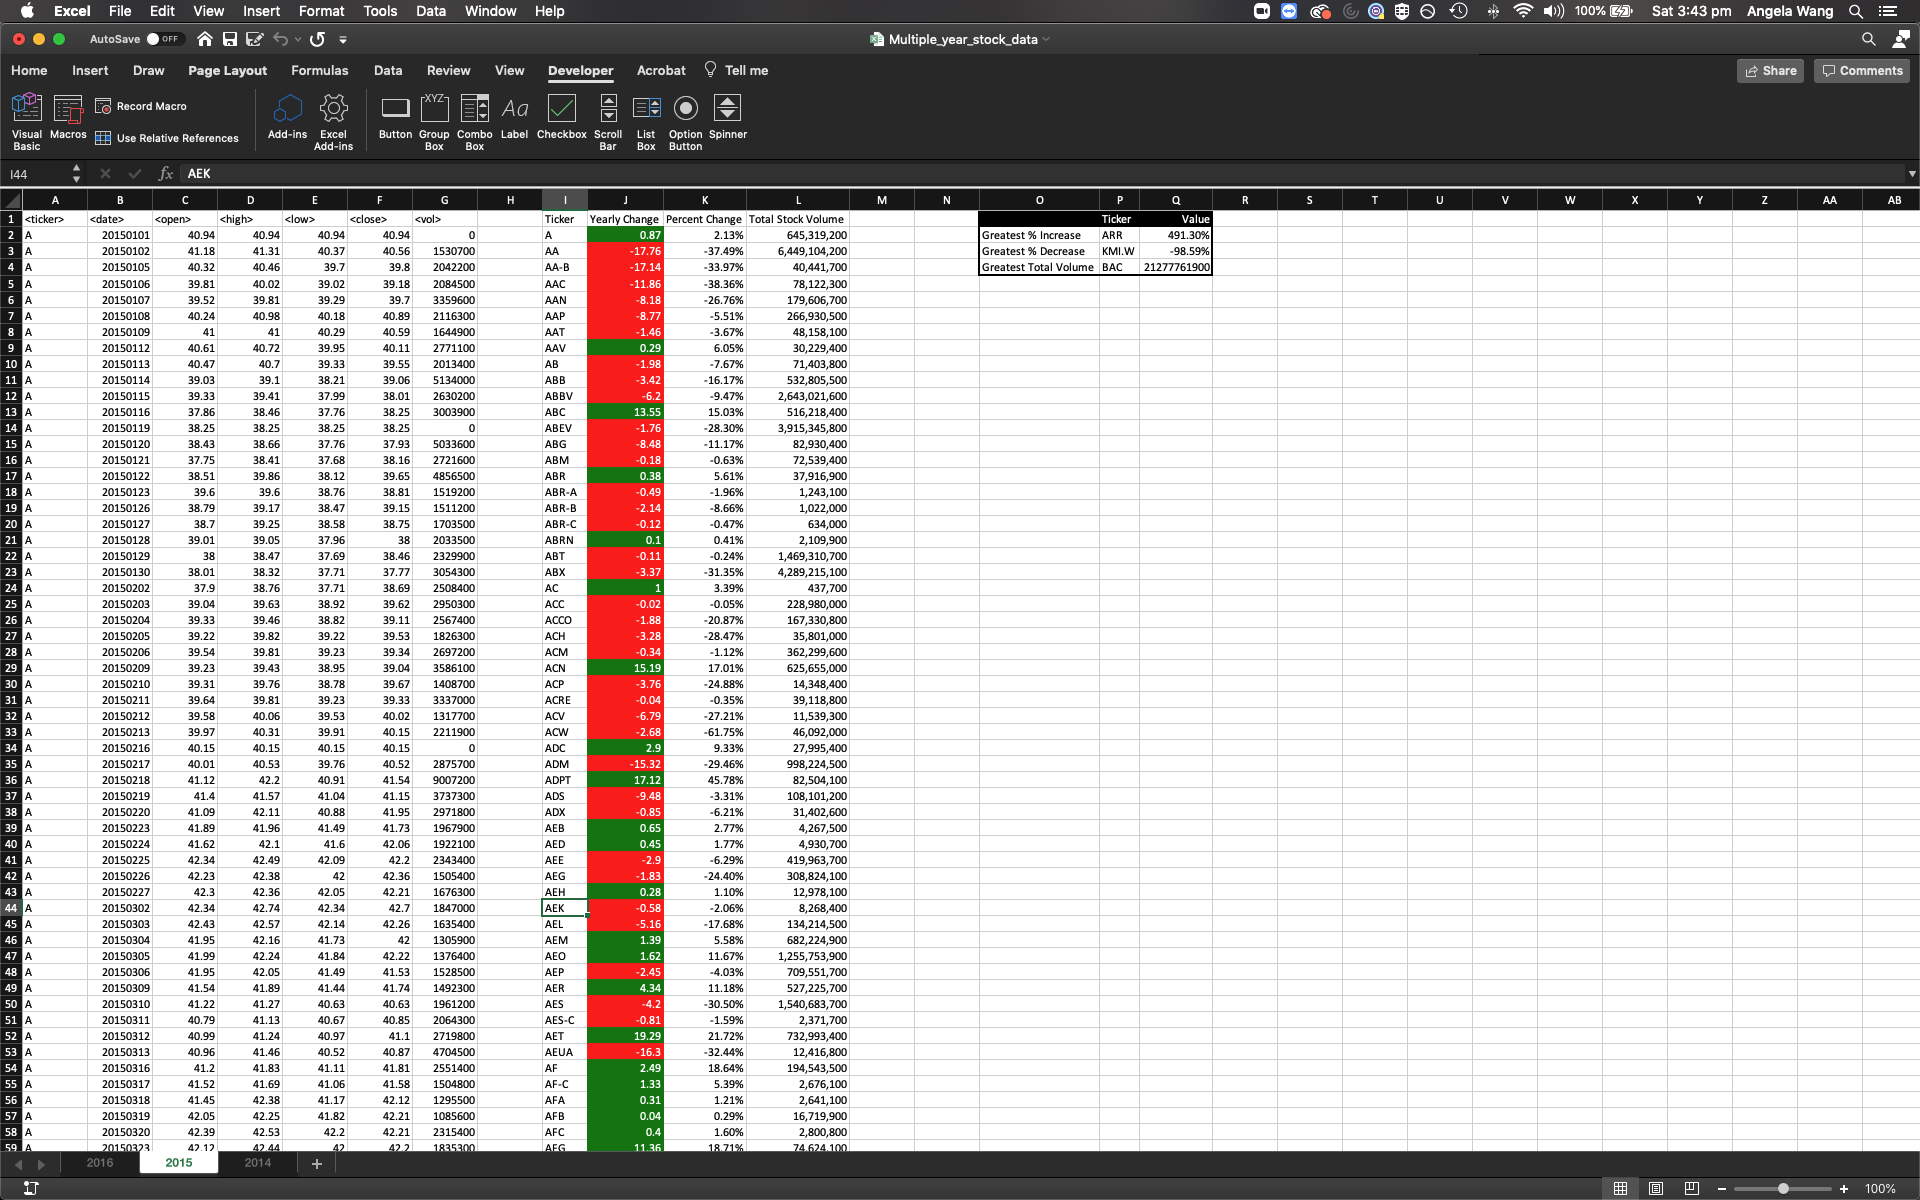 Excel File Edit View Insert Format Tools Data Window Help 100% Sat 3:43 pm Angela Wang
AutoSave OFF Multiple_year_stock_data
Home Insert Draw Page Layout Formulas Data Review View Developer Acrobat Tell me Share Comments
Visual Basic Macros Record Macro Use Relative References Add-ins Excel Add-ins Button Group Box Combo Box Label Checkbox Scroll Bar List Box Option Button Spinner
I44 fx AEK
A B C D E F G H I J K L M N O P Q R S T U V W X Y Z AA AB
1 <ticker> <date> <open> <high> <low> <close> <vol> Ticker Yearly Change Percent Change Total Stock Volume Ticker Value
2 A 20150101 40.94 40.94 40.94 40.94 0 A 0.87 2.13% 645,319,200 Greatest % Increase ARR 491.30%
3 A 20150102 41.18 41.31 40.37 40.56 1530700 AA -17.76 -37.49% 6,449,104,200 Greatest % Decrease KMI.W -98.59%
4 A 20150105 40.32 40.46 39.7 39.8 2042200 AA-B -17.14 -33.97% 40,441,700 Greatest Total Volume BAC 21277761900
5 A 20150106 39.81 40.02 39.02 39.18 2084500 AAC -11.86 -38.36% 78,122,300
6 A 20150107 39.52 39.81 39.29 39.7 3359600 AAN -8.18 -26.76% 179,606,700
7 A 20150108 40.24 40.98 40.18 40.89 2116300 AAP -8.77 -5.51% 266,930,500
8 A 20150109 41 41 40.29 40.59 1644900 AAT -1.46 -3.67% 48,158,100
9 A 20150112 40.61 40.72 39.95 40.11 2771100 AAV 0.29 6.05% 30,229,400
10 A 20150113 40.47 40.7 39.33 39.55 2013400 AB -1.98 -7.67% 71,403,800
11 A 20150114 39.03 39.1 38.21 39.06 5134000 ABB -3.42 -16.17% 532,805,500
12 A 20150115 39.33 39.41 37.99 38.01 2630200 ABBV -6.2 -9.47% 2,643,021,600
13 A 20150116 37.86 38.46 37.76 38.25 3003900 ABC 13.55 15.03% 516,218,400
14 A 20150119 38.25 38.25 38.25 38.25 0 ABEV -1.76 -28.30% 3,915,345,800
15 A 20150120 38.43 38.66 37.76 37.93 5033600 ABG -8.48 -11.17% 82,930,400
16 A 20150121 37.75 38.41 37.68 38.16 2721600 ABM -0.18 -0.63% 72,539,400
17 A 20150122 38.51 39.86 38.12 39.65 4856500 ABR 0.38 5.61% 37,916,900
18 A 20150123 39.6 39.6 38.76 38.81 1519200 ABR-A -0.49 -1.96% 1,243,100
19 A 20150126 38.79 39.17 38.47 39.15 1511200 ABR-B -2.14 -8.66% 1,022,000
20 A 20150127 38.7 39.25 38.58 38.75 1703500 ABR-C -0.12 -0.47% 634,000
21 A 20150128 39.01 39.05 37.96 38 2033500 ABRN 0.1 0.41% 2,109,900
22 A 20150129 38 38.47 37.69 38.46 2329900 ABT -0.11 -0.24% 1,469,310,700
23 A 20150130 38.01 38.32 37.71 37.77 3054300 ABX -3.37 -31.35% 4,289,215,100
24 A 20150202 37.9 38.76 37.71 38.69 2508400 AC 1 3.39% 437,700
25 A 20150203 39.04 39.63 38.92 39.62 2950300 ACC -0.02 -0.05% 228,980,000
26 A 20150204 39.33 39.46 38.82 39.11 2567400 ACCO -1.88 -20.87% 167,330,800
27 A 20150205 39.22 39.82 39.22 39.53 1826300 ACH -3.28 -28.47% 35,801,000
28 A 20150206 39.54 39.81 39.23 39.34 2697200 ACM -0.34 -1.12% 362,299,600
29 A 20150209 39.23 39.43 38.95 39.04 3586100 ACN 15.19 17.01% 625,655,000
30 A 20150210 39.31 39.76 38.78 39.67 1408700 ACP -3.76 -24.88% 14,348,400
31 A 20150211 39.64 39.81 39.23 39.33 3337000 ACRE -0.04 -0.35% 39,118,800
32 A 20150212 39.58 40.06 39.53 40.02 1317700 ACV -6.79 -27.21% 11,539,300
33 A 20150213 39.97 40.31 39.91 40.15 2211900 ACW -2.68 -61.75% 46,092,000
34 A 20150216 40.15 40.15 40.15 40.15 0 ADC 2.9 9.33% 27,995,400
35 A 20150217 40.01 40.53 39.76 40.52 2875700 ADM -15.32 -29.46% 998,224,500
36 A 20150218 41.12 42.2 40.91 41.54 9007200 ADPT 17.12 45.78% 82,504,100
37 A 20150219 41.4 41.57 41.04 41.15 3737300 ADS -9.48 -3.31% 108,101,200
38 A 20150220 41.09 42.11 40.88 41.95 2971800 ADX -0.85 -6.21% 31,402,600
39 A 20150223 41.89 41.96 41.49 41.73 1967900 AEB 0.65 2.77% 4,267,500
40 A 20150224 41.62 42.1 41.6 42.06 1922100 AED 0.45 1.77% 4,930,700
41 A 20150225 42.34 42.49 42.09 42.2 2343400 AEE -2.9 -6.29% 419,963,700
42 A 20150226 42.23 42.38 42 42.36 1505400 AEG -1.83 -24.40% 308,824,100
43 A 20150227 42.3 42.36 42.05 42.21 1676300 AEH 0.28 1.10% 12,978,100
44 A 20150302 42.34 42.74 42.34 42.7 1847000 AEK -0.58 -2.06% 8,268,400
45 A 20150303 42.43 42.57 42.14 42.26 1635400 AEL -5.16 -17.68% 134,214,500
46 A 20150304 41.95 42.16 41.73 42 1305900 AEM 1.39 5.58% 682,224,900
47 A 20150305 41.99 42.24 41.84 42.22 1376400 AEO 1.62 11.67% 1,255,753,900
48 A 20150306 41.95 42.05 41.49 41.53 1528500 AEP -2.45 -4.03% 709,551,700
49 A 20150309 41.54 41.89 41.44 41.74 1492300 AER 4.34 11.18% 527,225,700
50 A 20150310 41.22 41.27 40.63 40.63 1961200 AES -4.2 -30.50% 1,540,683,700
51 A 20150311 40.79 41.13 40.67 40.85 2064300 AES-C -0.81 -1.59% 2,371,700
52 A 20150312 40.99 41.24 40.97 41.1 2719800 AET 19.29 21.72% 732,993,400
53 A 20150313 40.96 41.46 40.52 40.87 4704500 AEUA -16.3 -32.44% 12,416,800
54 A 20150316 41.2 41.83 41.11 41.81 2551400 AF 2.49 18.64% 194,543,500
55 A 20150317 41.52 41.69 41.06 41.58 1504800 AF-C 1.33 5.39% 2,676,100
56 A 20150318 41.45 42.38 41.17 42.12 1295500 AFA 0.31 1.21% 2,641,100
57 A 20150319 42.05 42.25 41.82 42.21 1085600 AFB 0.04 0.29% 16,719,900
58 A 20150320 42.39 42.53 42.2 42.21 2315400 AFC 0.4 1.60% 2,800,800
59 A 20150323 42.12 42.44 42 42.2 1835300 AFG 11.36 18.71% 74,624,100
2016 2015 2014 +
100%